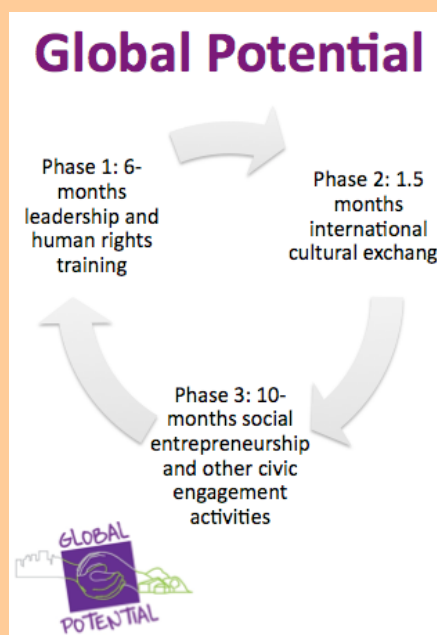 Global Potential
Phase 1: 6-
months
leadership and
human rights
training
Phase 2: 1.5
months
international
cultural exchang
Phase 3: 10-
months social
entrepreneurship
and other civic
engagement
activities
GLOBAL
POTENTIAL